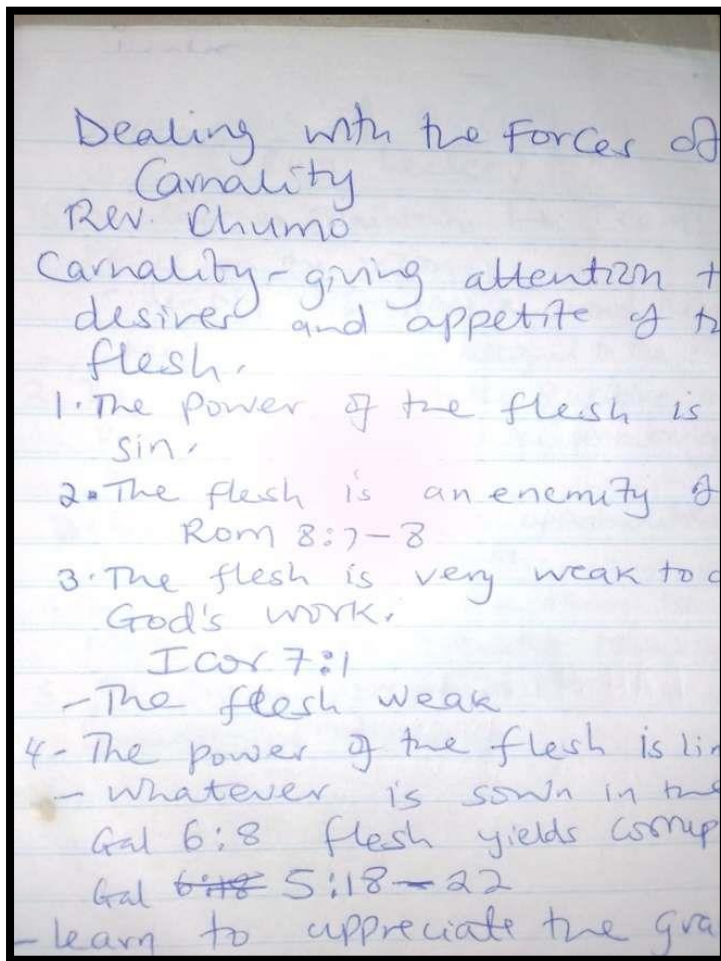 Dealing with the Forces of
Carnality
Rev. Chumo
Carnality - giving attention t
desires and appetite of t
flesh.
1. The power of the flesh is
sin.
2. The flesh is an enemity of
Rom 8:7-8
3. The flesh is very weak to d
God's work.
I Cor 7:1
- The flesh weak
4- The power of the flesh is lin
- Whatever is sown in the
Gal 6:8 flesh yields corrup
Gal 6:18 5:18-22
- learn to appreciate the gra